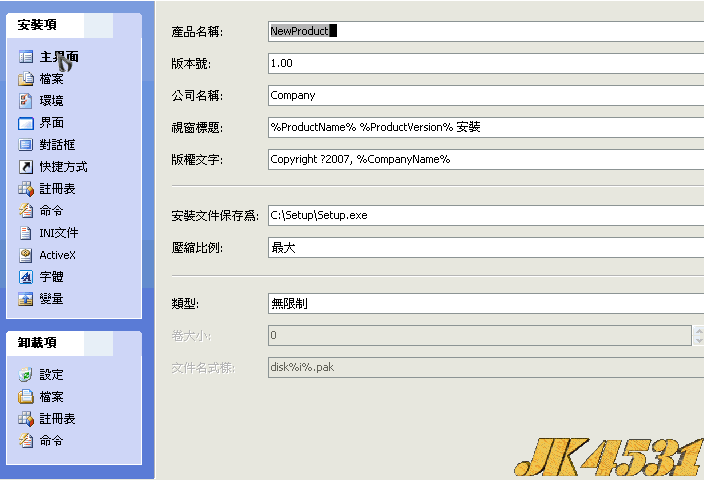 安裝項
主界面
檔案
環境
界面
對話框
快捷方式
註冊表
命令
INI文件
ActiveX
字體
變量
卸載項
設定
檔案
註冊表
命令
產品名稱: NewProduct
版本號: 1.00
公司名稱: Company
視窗標題: %ProductName% %ProductVersion% 安裝
版權文字: Copyright ?2007, %CompanyName%
安裝文件保存爲: C:\Setup\Setup.exe
壓縮比例: 最大
類型: 無限制
卷大小: 0
文件名式樣: disk%i%.pak
JK4531